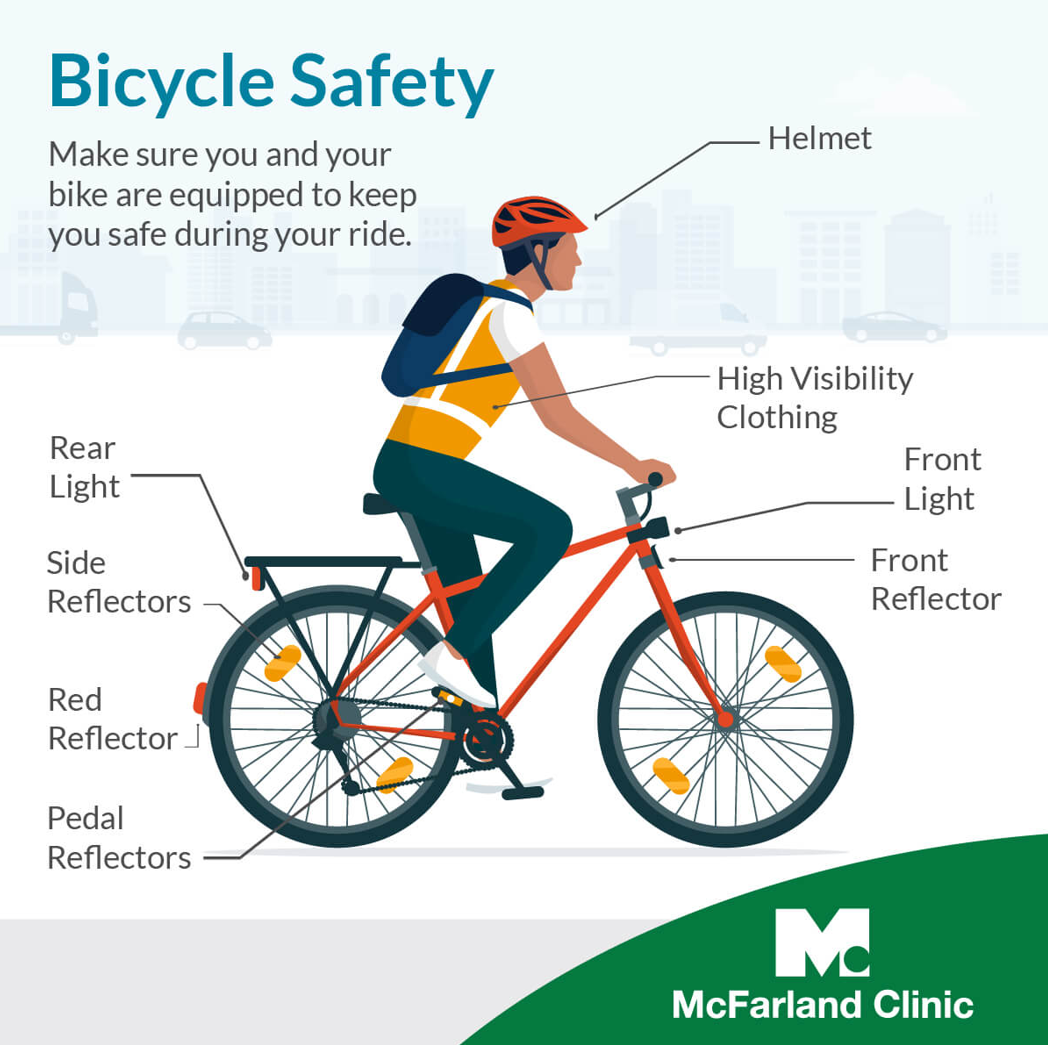 Bicycle Safety
Make sure you and your
bike are equipped to keep
you safe during your ride.
Helmet
High Visibility
Clothing
Rear
Light
Front
Light
Side
Reflectors
Front
Reflector
Red
Reflector
Pedal
Reflectors
Mc
McFarland Clinic